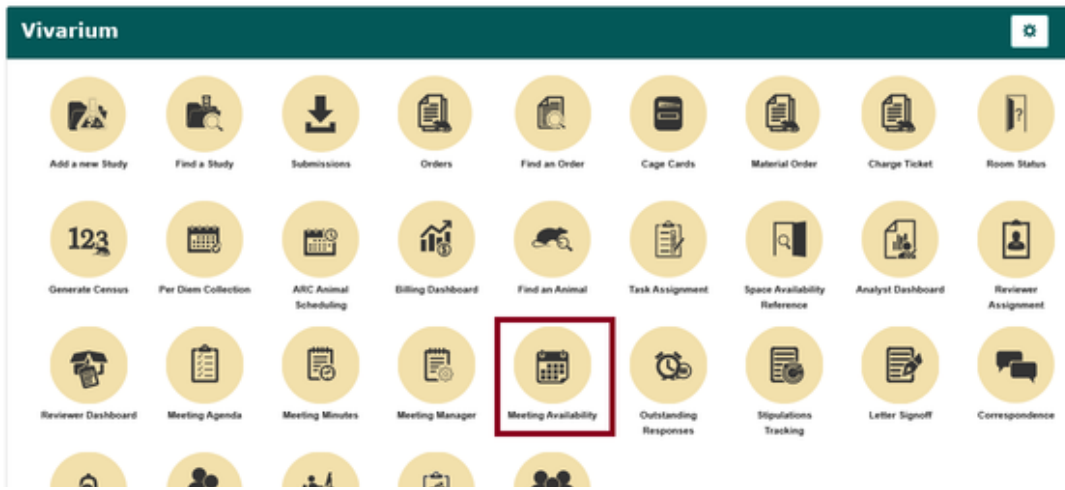 Vivarium
Add a new Study
Find a Study
Submissions
Orders
Find an Order
Cage Cards
Material Order
Charge Ticket
Room Status
?
123
Generate Census
Per Diem Collection
ARC Animal
Scheduling
Billing Dashboard
$
Find an Animal
Task Assignment
Space Availability
Reference
Analyst Dashboard
Reviewer
Assignment
Reviewer Dashboard
Meeting Agenda
Meeting Minutes
Meeting Manager
Meeting Availability
Outstanding
Responses
Stipulations
Tracking
Letter Signoff
Correspondence